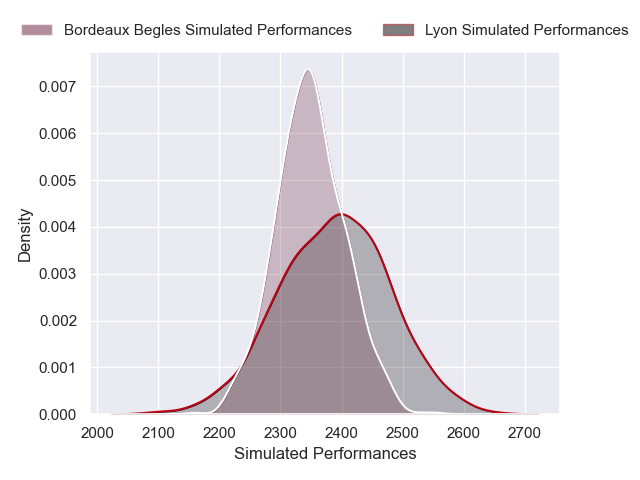 Bordeaux Begles Simulated Performances Lyon Simulated Performances
0.007
0.006
0.005
0.004
0.003
0.002
0.001
0.000
Density
2000 2100 2200 2300 2400 2500 2600 2700
Simulated Performances